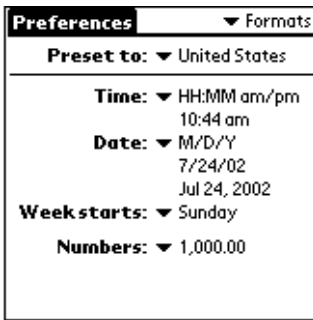 Preferences ▼ Formats
Preset to: ▼ United States
Time: ▼ HH:MM am/pm
10:44 am
Date: ▼ M/D/Y
7/24/02
Jul 24, 2002
Week starts: ▼ Sunday
Numbers: ▼ 1,000.00